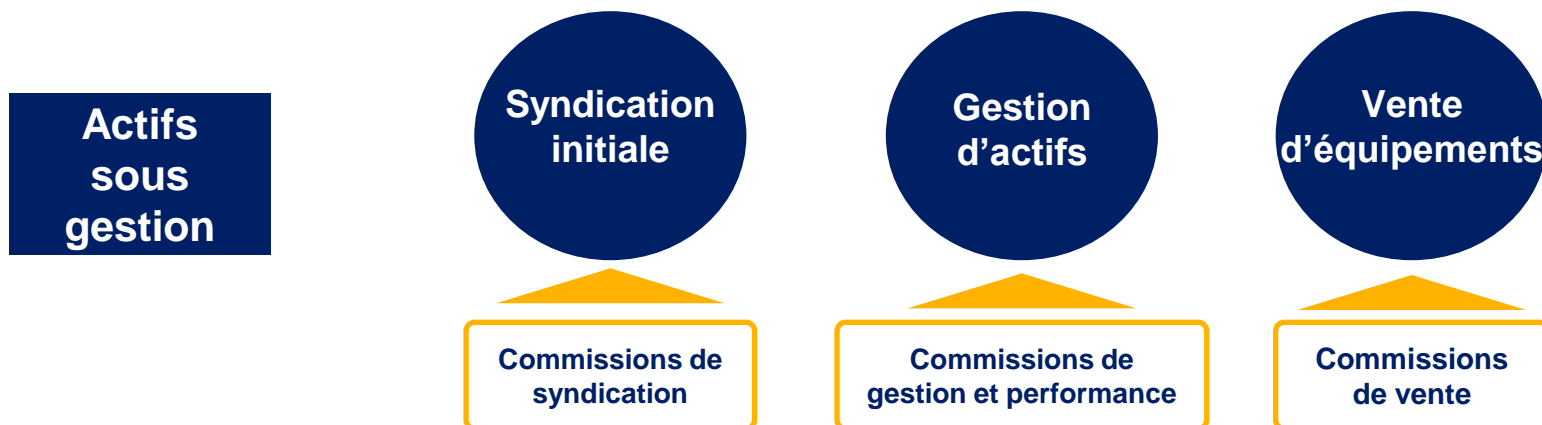 Actifs
sous
gestion
Syndication
initiale
Gestion
d’actifs
Vente
d’équipements
Commissions de
syndication
Commissions de
gestion et performance
Commissions
de vente